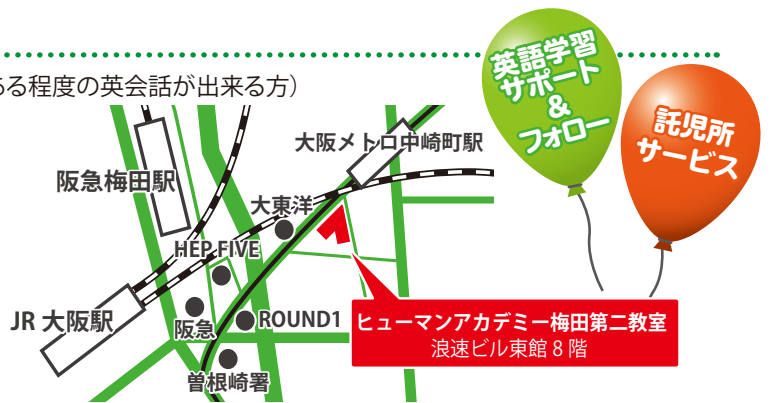 ある程度の英会話が出来る方)
英語学習
サポート
&
フォロー
託児所
サービス
大阪メトロ中崎町駅
阪急梅田駅
大東洋
HEP FIVE
JR 大阪駅
阪急
ROUND1
曽根崎署
ヒューマンアカデミー梅田第二教室
浪速ビル東館 8 階